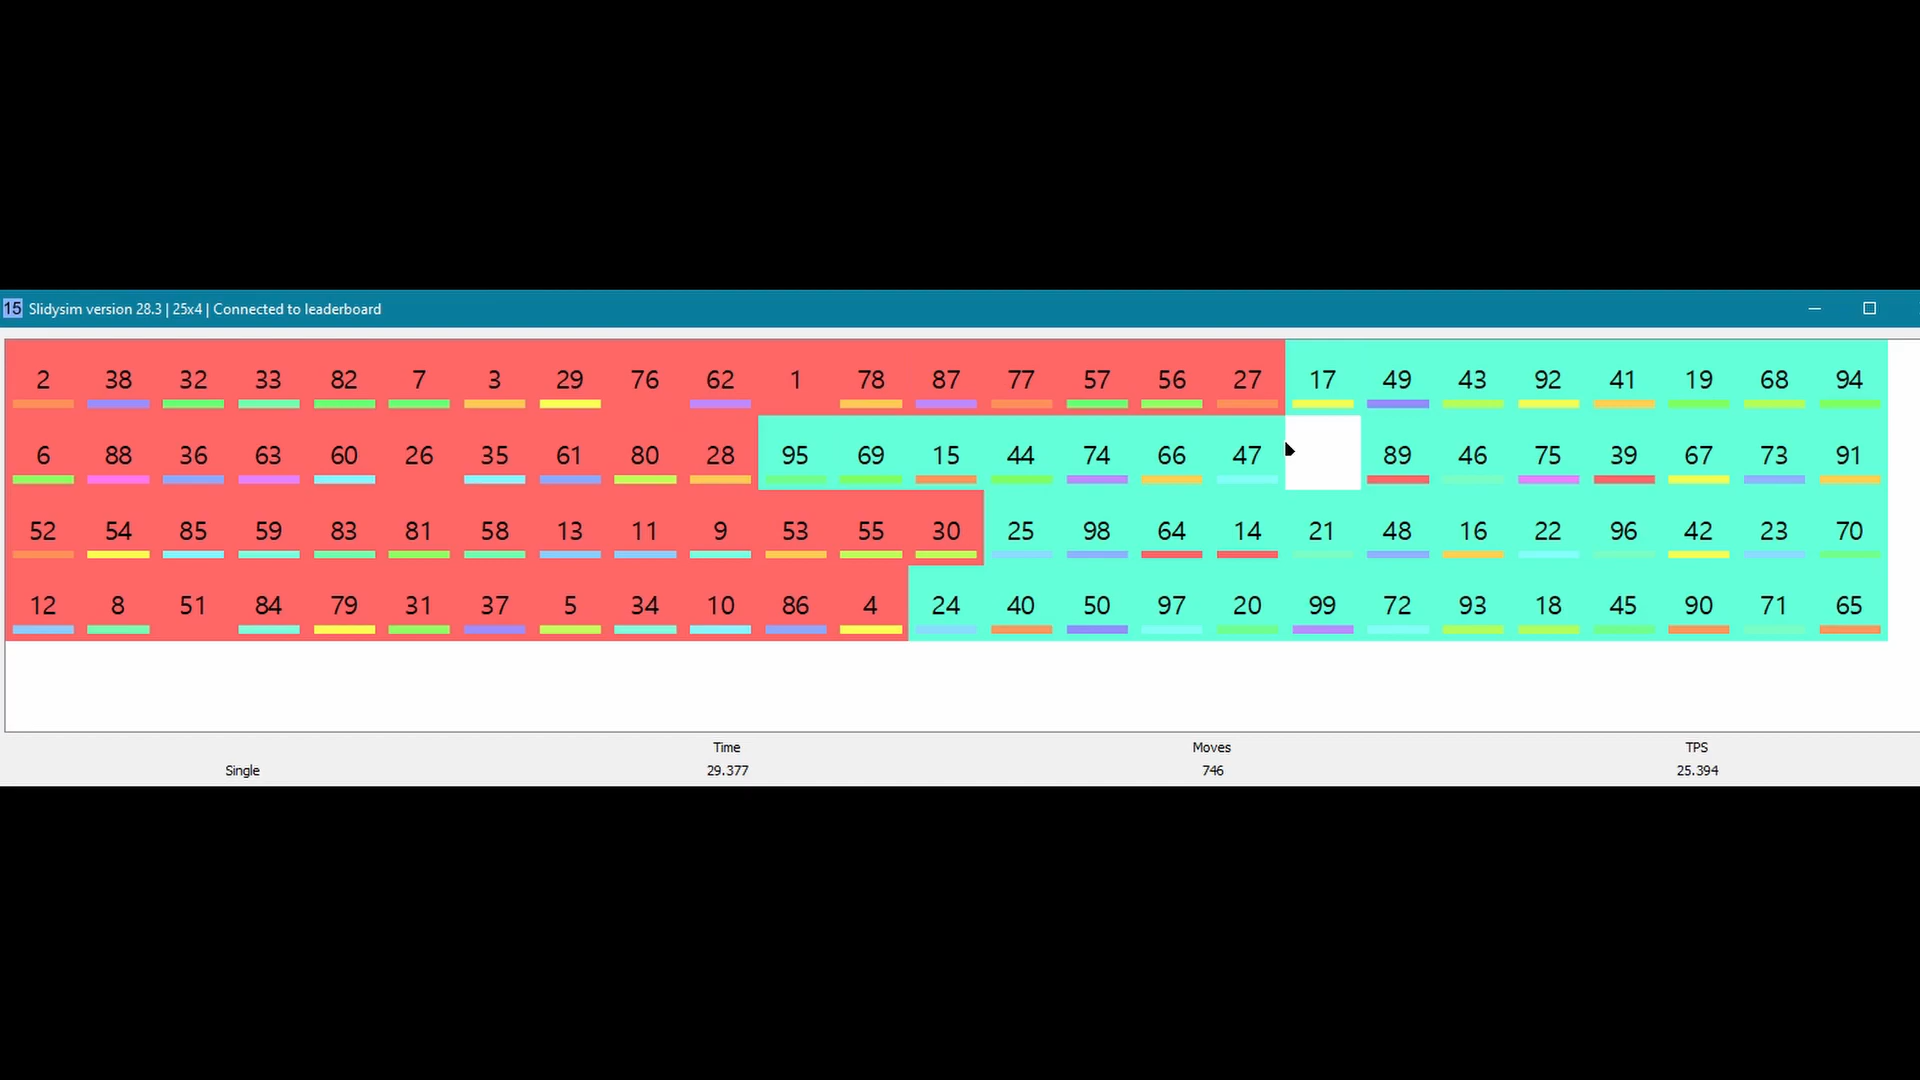 15 Slidysim version 28.3 | 25x4 | Connected to leaderboard
2 38 32 33 82 7 3 29 76 62 1 78 87 77 57 56 27 17 49 43 92 41 19 68 94
6 88 36 63 60 26 35 61 80 28 95 69 15 44 74 66 47 89 46 75 39 67 73 91
52 54 85 59 83 81 58 13 11 9 53 55 30 25 98 64 14 21 48 16 22 96 42 23 70
12 8 51 84 79 31 37 5 34 10 86 4 24 40 50 97 20 99 72 93 18 45 90 71 65
Time Moves TPS
Single 29.377 746 25.394